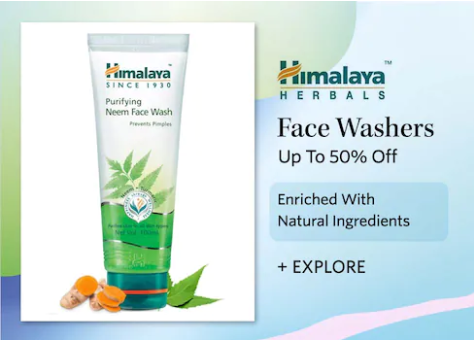 Himalaya
SINCE 1930
Purifying
Neem Face Wash
Prevents Pimples
Himalaya™
HERBALS
Face Washers
Up To 50% Off
Enriched With
Natural Ingredients
+ EXPLORE